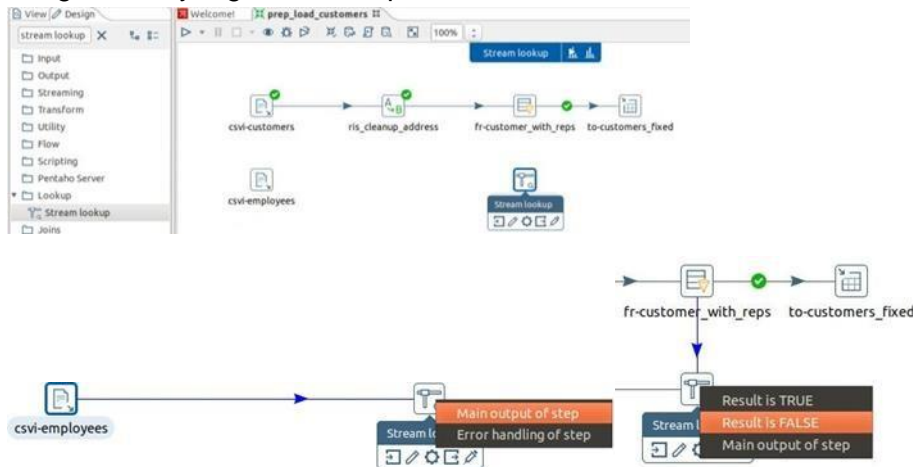 View Design
Welcome! prep_load_customers
stream lookup
100%
Stream lookup
Input
Output
Streaming
Transform
Utility
Flow
Scripting
Pentaho Server
Lookup
Stream lookup
Joins
csvi-customers
ris_cleanup_address
fr-customer_with_reps
to-customers_fixed
csvi-employees
Stream lookup
fr-customer_with_reps
to-customers_fixed
csvi-employees
Stream lo
Main output of step
Error handling of step
Stream l
Result is TRUE
Result is FALSE
Main output of step